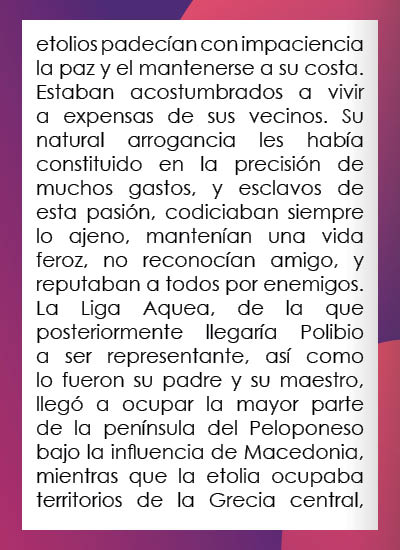 etolios padecían con impaciencia
la paz y el mantenerse a su costa.
Estaban acostumbrados a vivir
a expensas de sus vecinos. Su
natural arrogancia les había
constituido en la precisión de
muchos gastos, y esclavos de
esta pasión, codiciaban siempre
lo ajeno, mantenían una vida
feroz, no reconocían amigo, y
reputaban a todos por enemigos.
La Liga Aquea, de la que
posteriormente llegaría Polibio
a ser representante, así como
lo fueron su padre y su maestro,
llegó a ocupar la mayor parte
de la península del Peloponeso
bajo la influencia de Macedonia,
mientras que la etolia ocupaba
territorios de la Grecia central,